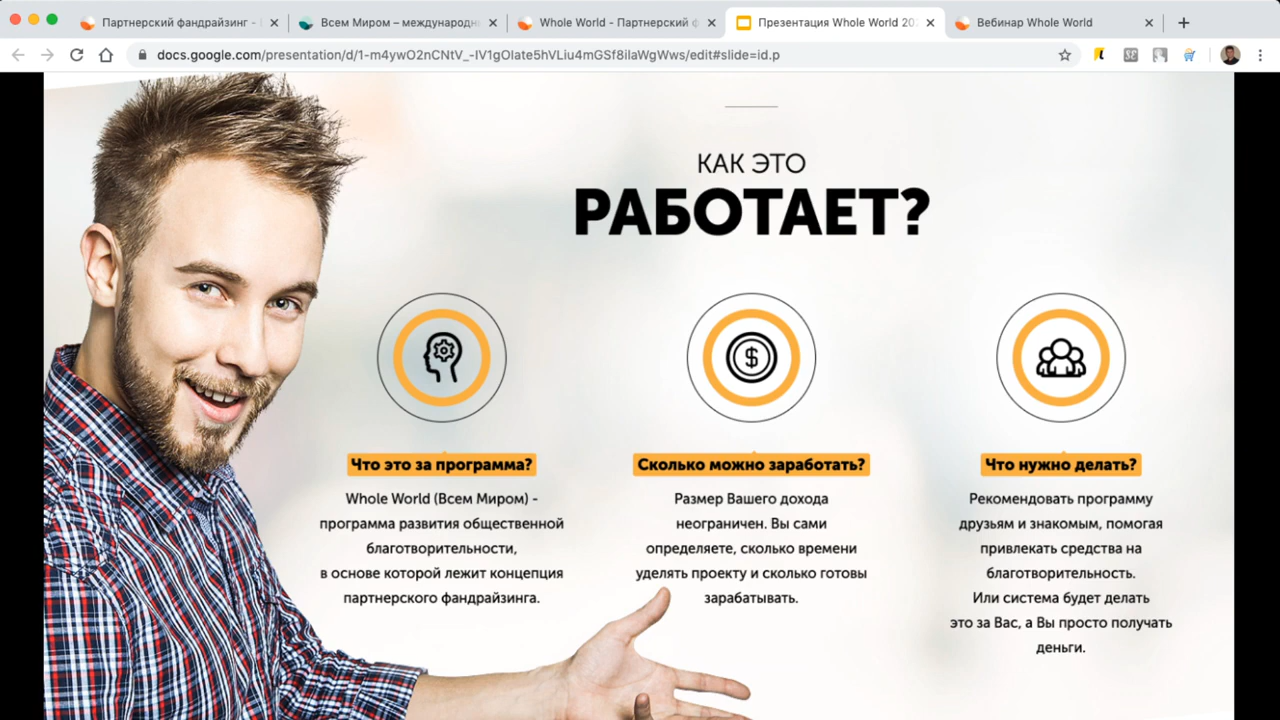 Партнерский фандрайзинг -
Всем Миром – международн
Whole World - Партнерский ф
Презентация Whole World 20
Вебинар Whole World
docs.google.com/presentation/d/1-m4ywO2nCNtV_-IV1gOlate5hVLiu4mGSf8ilaWgWws/edit#slide=id.p
КАК ЭТО
РАБОТАЕТ?
Что это за программа?
Whole World (Всем Миром) -
программа развития общественной
благотворительности,
в основе которой лежит концепция
партнерского фандрайзинга.
Сколько можно заработать?
Размер Вашего дохода
неограничен. Вы сами
определяете, сколько времени
уделять проекту и сколько готовы
зарабатывать.
Что нужно делать?
Рекомендовать программу
друзьям и знакомым, помогая
привлекать средства на
благотворительность.
Или система будет делать
это за Вас, а Вы просто получать
деньги.